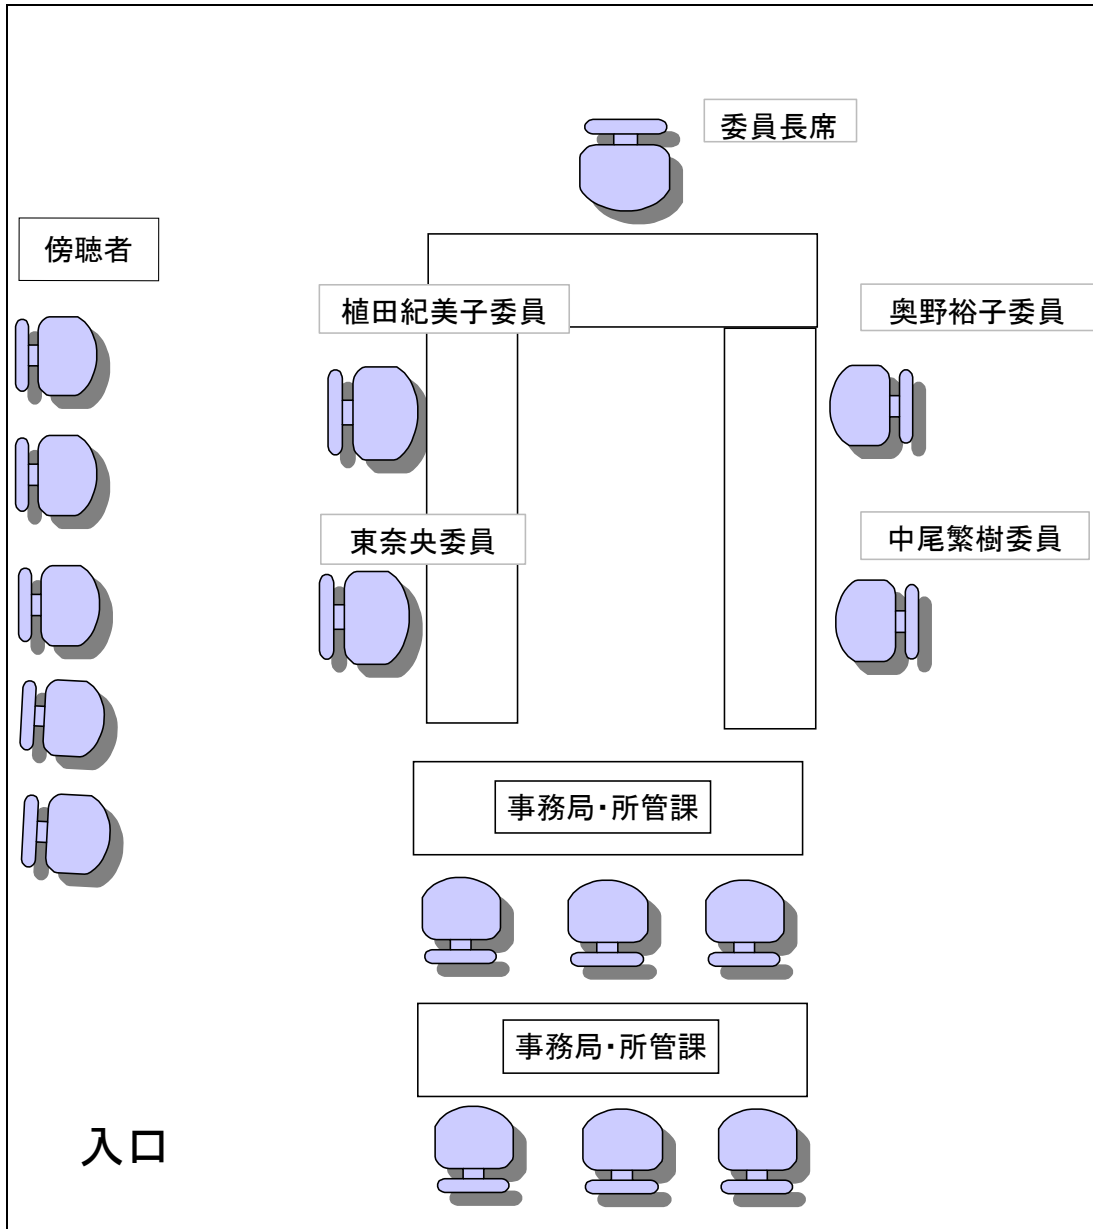 委員長席
傍聴者
植田紀美子委員
奥野裕子委員
東奈央委員
中尾繁樹委員
事務局・所管課
事務局・所管課
入口